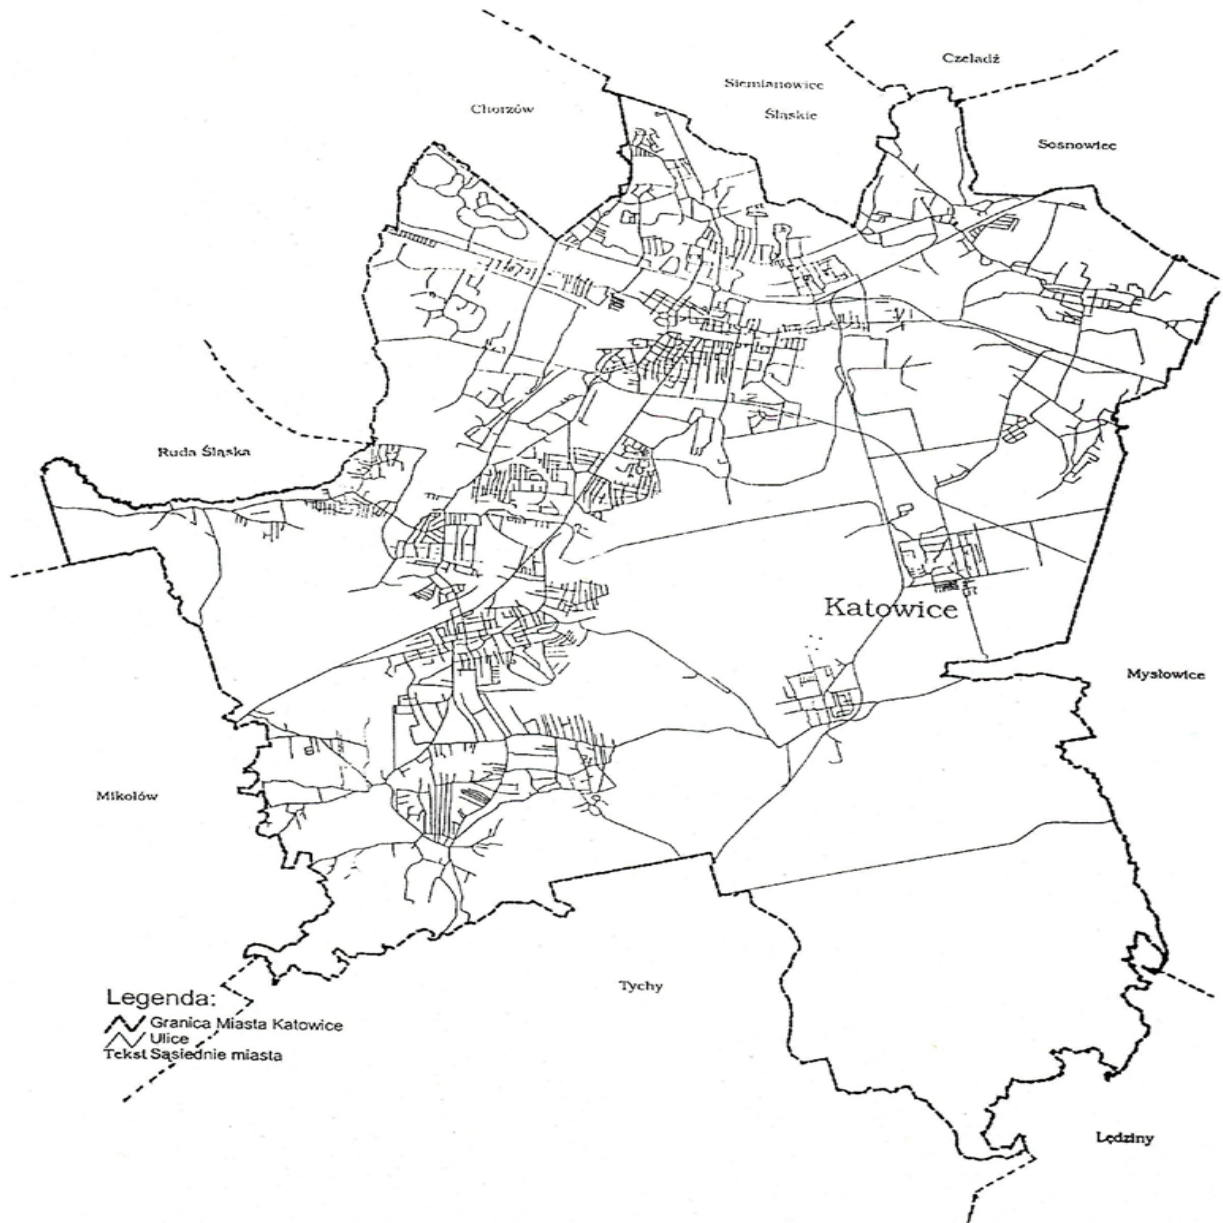 Czeladź
Siemianowice
Śląskie
Chorzów
Sosnowiec
Ruda Śląska
Katowice
Mysłowice
Mikołów
Tychy
Legenda:
Granica Miasta Katowice
Ulice
Tekst Sąsiednie miasta
Lędziny